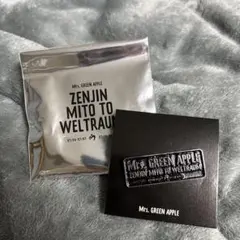 Mrs. GREEN APPLE
ZENJIN
MITO TO
WELTRAUM
Mrs. GREEN APPLE
ZENJIN MITO TO WELTRAUM
Mrs. GREEN APPLE